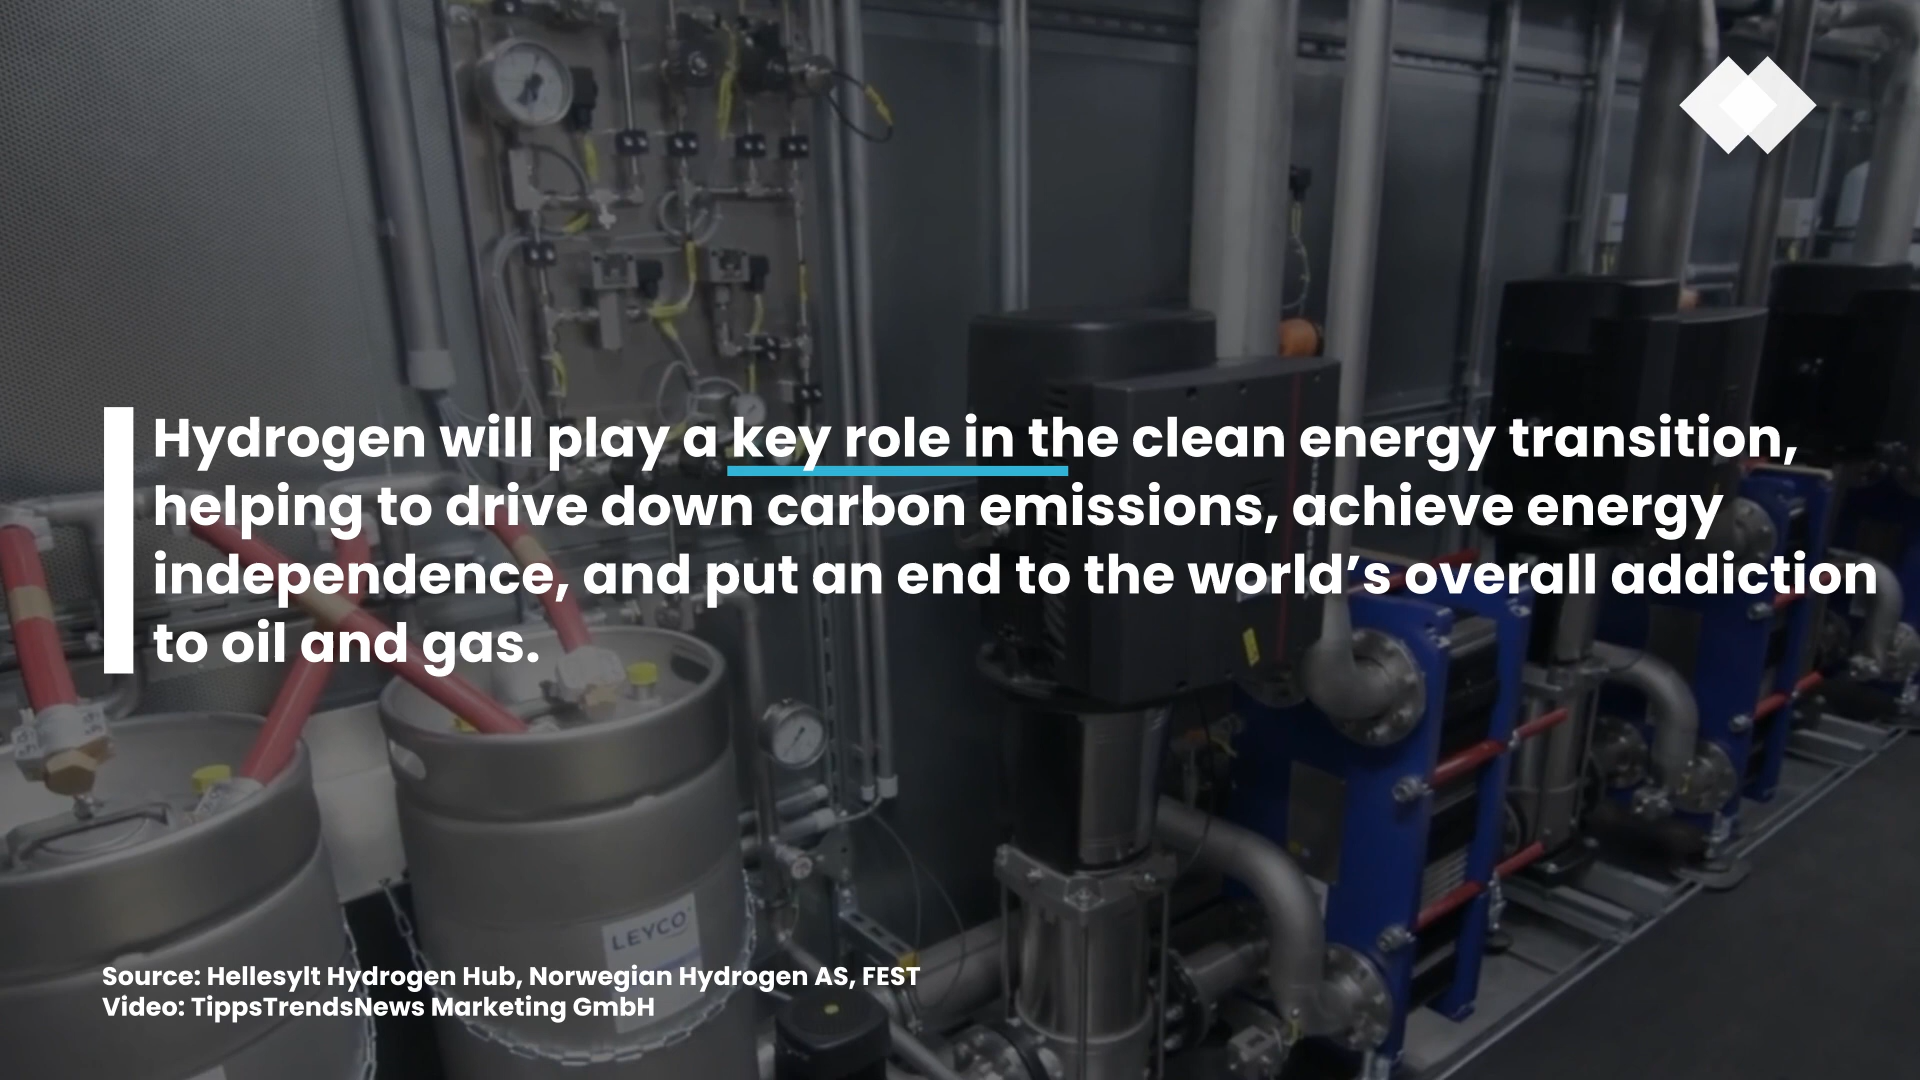 Hydrogen will play a key role in the clean energy transition,
helping to drive down carbon emissions, achieve energy
independence, and put an end to the world’s overall addiction
to oil and gas.
LEYCO
Source: Hellesylt Hydrogen Hub, Norwegian Hydrogen AS, FEST
Video: TippsTrendsNews Marketing GmbH